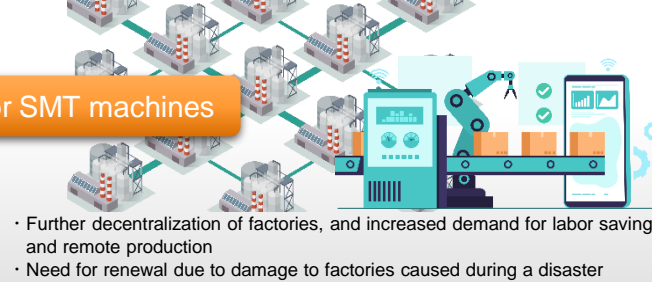 r SMT machines
・Further decentralization of factories, and increased demand for labor saving
and remote production
・Need for renewal due to damage to factories caused during a disaster